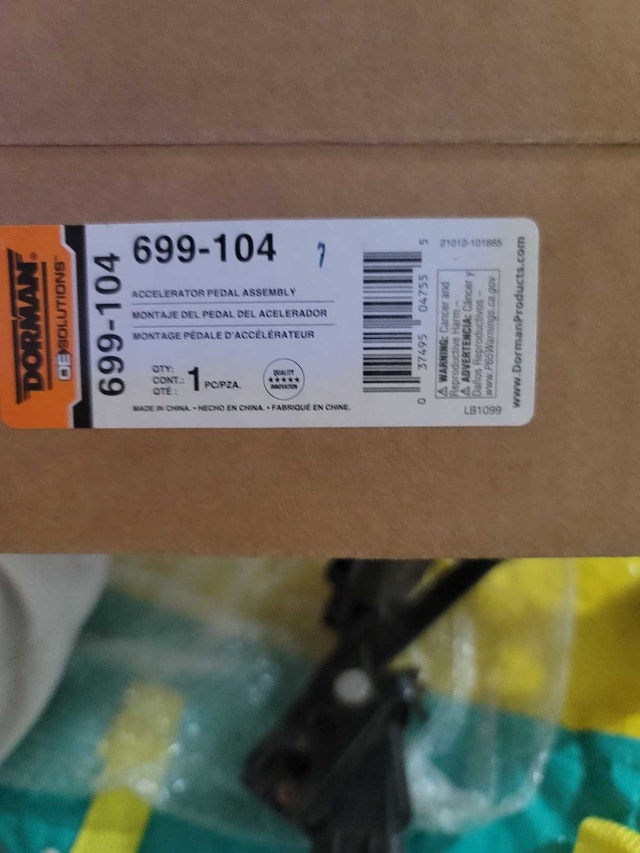 DORMAN®
OE SOLUTIONS™
699-104
699-104
7
ACCELERATOR PEDAL ASSEMBLY
MONTAJE DEL PEDAL DEL ACELERADOR
MONTAGE PÉDALE D'ACCÉLÉRATEUR
QTY:
CONT.: 1 PC/PZA.
QTÉ :
QUALITY
★★★★★
INNOVATION
MADE IN CHINA. • HECHO EN CHINA. • FABRIQUÉ EN CHINE.
0 37495 04755 5
21012-101665
⚠ WARNING: Cancer and
Reproductive Harm –
⚠ ADVERTENCIA: Cáncer y
Daños Reproductivos –
www.P65Warnings.ca.gov
LB1099
www.DormanProducts.com